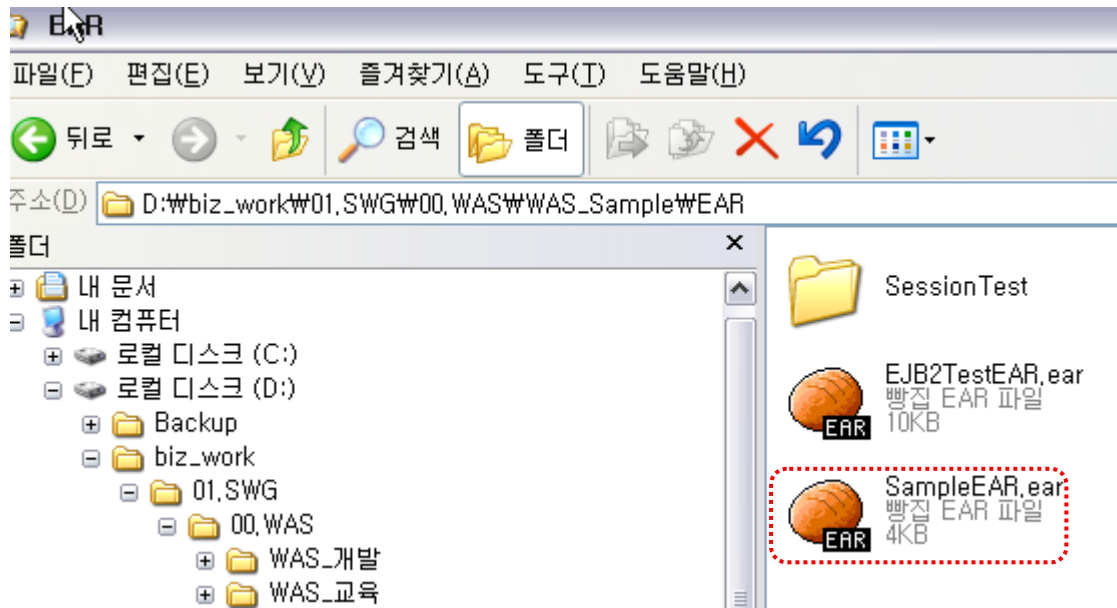 EAR
파일(F) 편집(E) 보기(V) 즐겨찾기(A) 도구(T) 도움말(H)
뒤로 검색 폴더
주소(D) D:₩biz_work₩01.SWG₩00.WAS₩WAS_Sample₩EAR
폴더 x
내 문서
내 컴퓨터
로컬 디스크 (C:)
로컬 디스크 (D:)
Backup
biz_work
01.SWG
00.WAS
WAS_개발
WAS_교육
SessionTest
EJB2TestEAR.ear
빵집 EAR 파일
10KB
EAR
SampleEAR.ear
빵집 EAR 파일
4KB
EAR